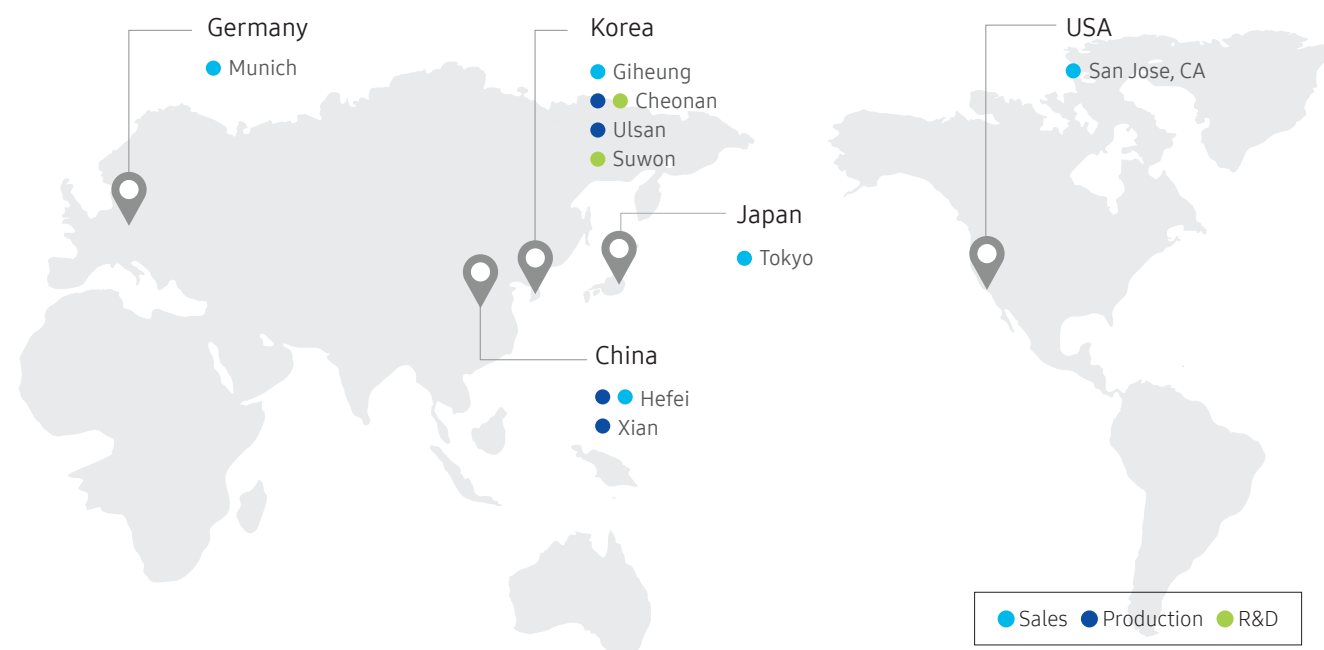 Germany
Munich
Korea
Giheung
Cheonan
Ulsan
Suwon
USA
San Jose, CA
Japan
Tokyo
China
Hefei
Xian
Sales Production R&D